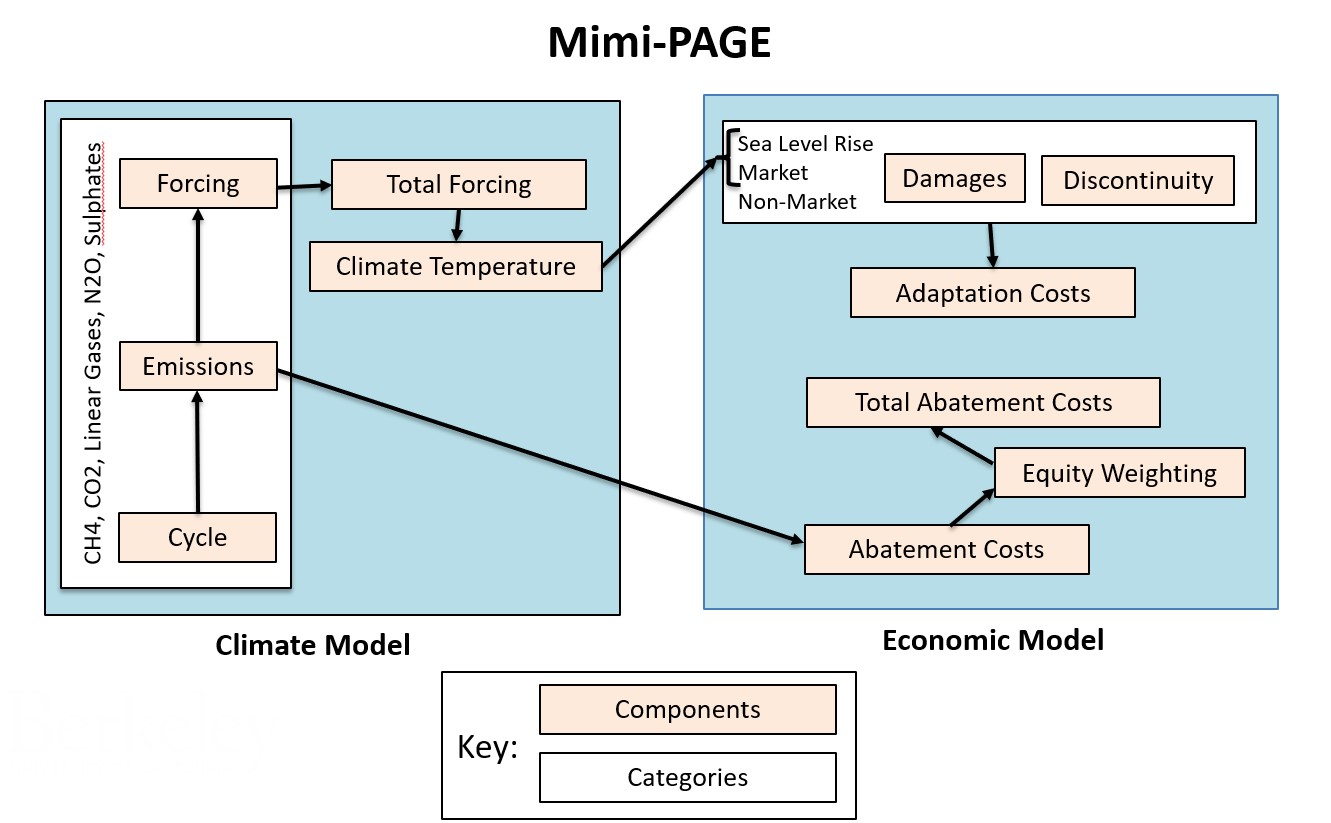 Mimi-PAGE
CH4, CO2, Linear Gases, N2O, Sulphates
Forcing
Total Forcing
Climate Temperature
Emissions
Cycle
Climate Model
Sea Level Rise
Market
Non-Market
Damages
Discontinuity
Adaptation Costs
Total Abatement Costs
Equity Weighting
Abatement Costs
Economic Model
Key:
Components
Categories